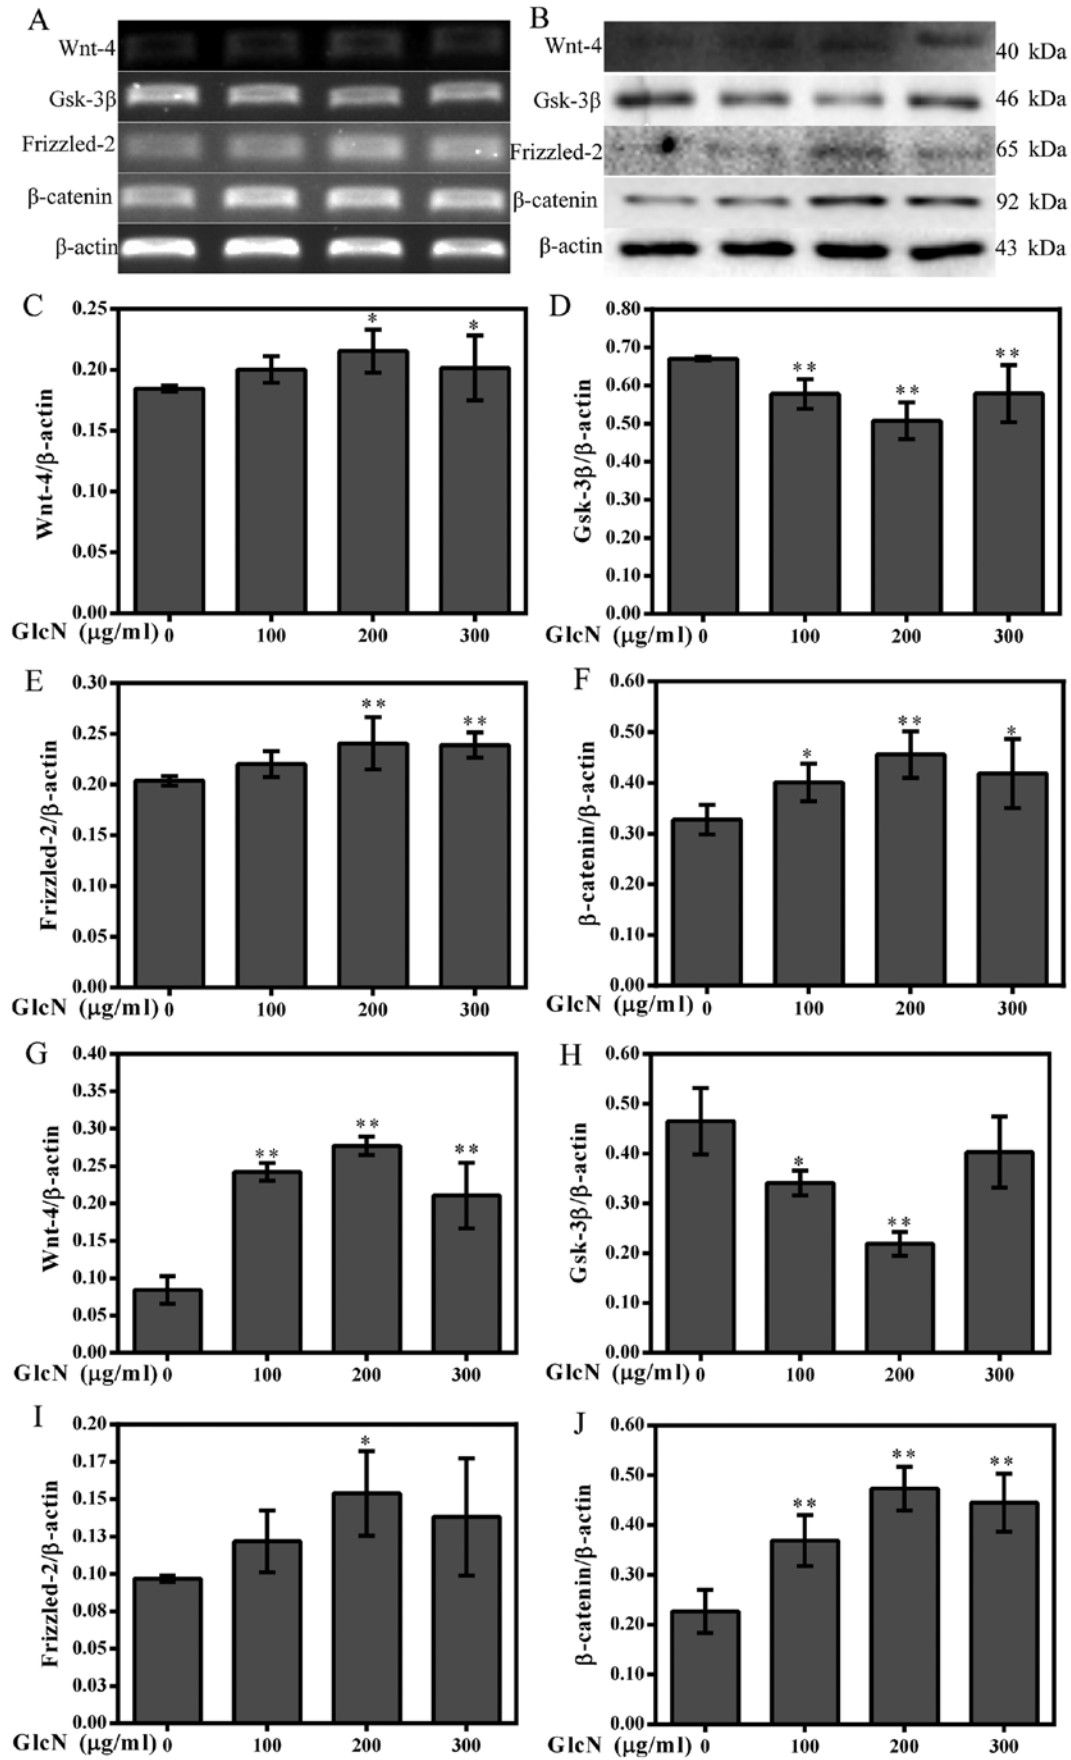 A
Wnt-4
Gsk-3β
Frizzled-2
β-catenin
β-actin
B
Wnt-4 40 kDa
Gsk-3β 46 kDa
Frizzled-2 65 kDa
β-catenin 92 kDa
β-actin 43 kDa
C
Wnt-4/β-actin
0.25
0.20
0.15
0.10
0.05
0.00
*
*
GlcN (μg/ml) 0 100 200 300
D
Gsk-3β/β-actin
0.80
0.70
0.60
0.50
0.40
0.30
0.20
0.10
0.00
**
**
**
GlcN (μg/ml) 0 100 200 300
E
Frizzled-2/β-actin
0.30
0.25
0.20
0.15
0.10
0.05
0.00
**
**
GlcN (μg/ml) 0 100 200 300
F
β-catenin/β-actin
0.60
0.50
0.40
0.30
0.20
0.10
0.00
*
**
*
GlcN (μg/ml) 0 100 200 300
G
Wnt-4/β-actin
0.40
0.35
0.30
0.25
0.20
0.15
0.10
0.05
0.00
**
**
**
GlcN (μg/ml) 0 100 200 300
H
Gsk-3β/β-actin
0.60
0.50
0.40
0.30
0.20
0.10
0.00
*
**
GlcN (μg/ml) 0 100 200 300
I
Frizzled-2/β-actin
0.20
0.17
0.15
0.13
0.10
0.08
0.05
0.03
0.00
*
GlcN (μg/ml) 0 100 200 300
J
β-catenin/β-actin
0.60
0.50
0.40
0.30
0.20
0.10
0.00
**
**
**
GlcN (μg/ml) 0 100 200 300